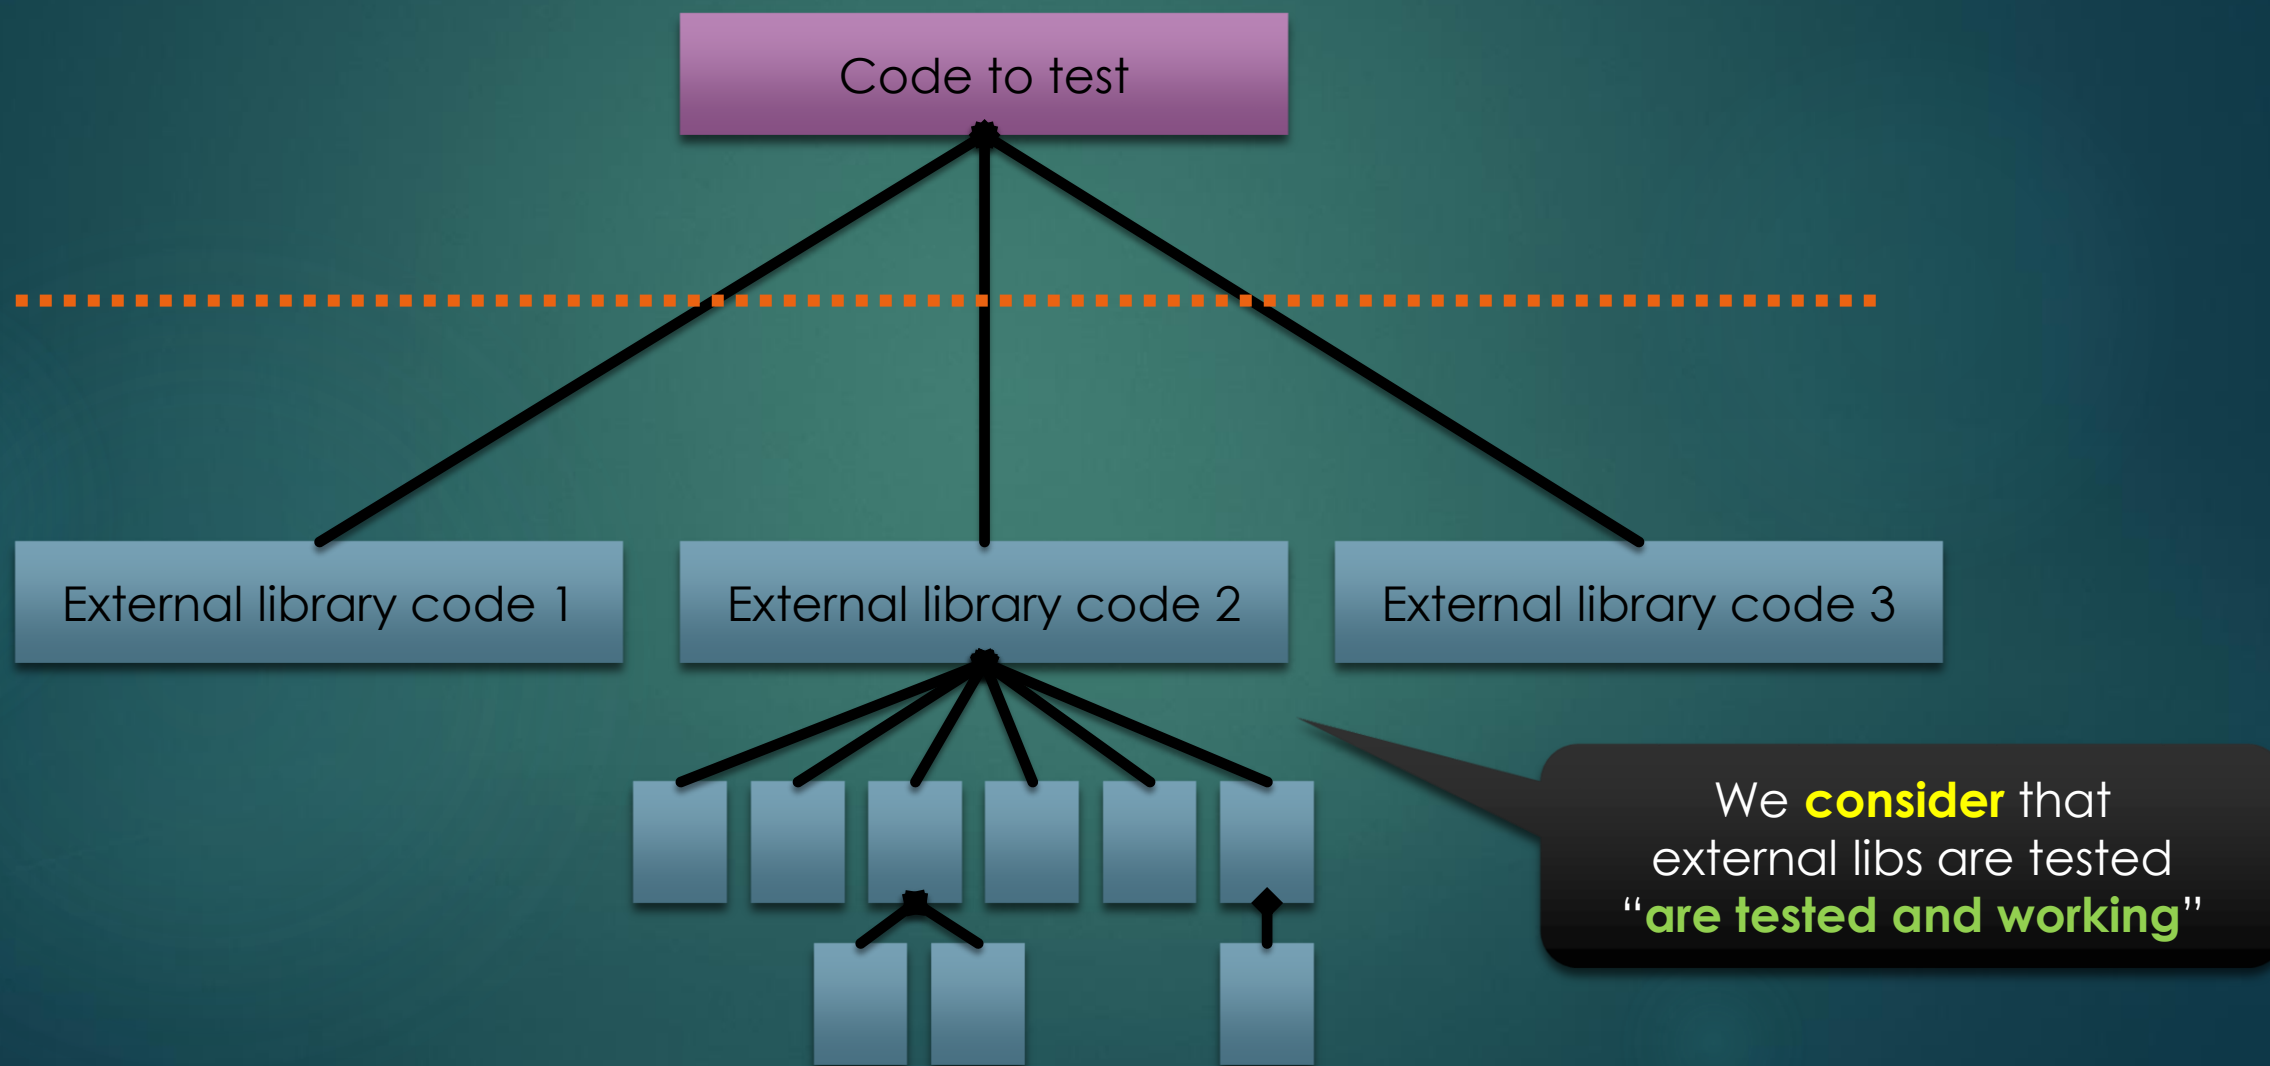 Code to test
External library code 1
External library code 2
External library code 3
We consider that
external libs are tested
“are tested and working”